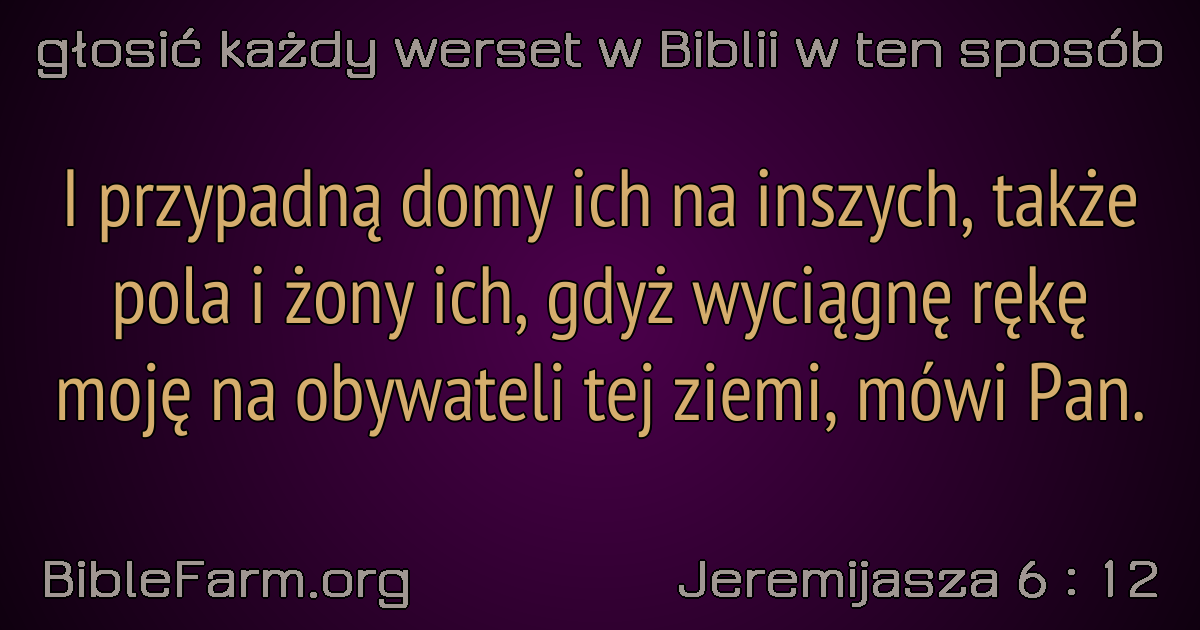 głosić każdy werset w Biblii w ten sposób
I przypadną domy ich na inszych, także
pola i żony ich, gdyż wyciągnę rękę
moję na obywateli tej ziemi, mówi Pan.
BibleFarm.org
Jeremijasza 6 : 12